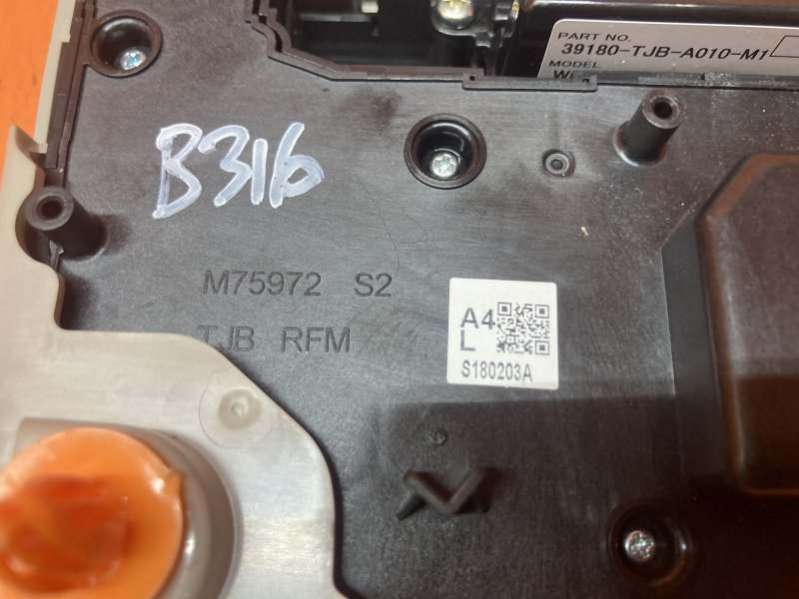 PART NO.
39180-TJB-A010-M1
MODEL
B316
M75972 S2
TJB RFM
A4
L
S180203A